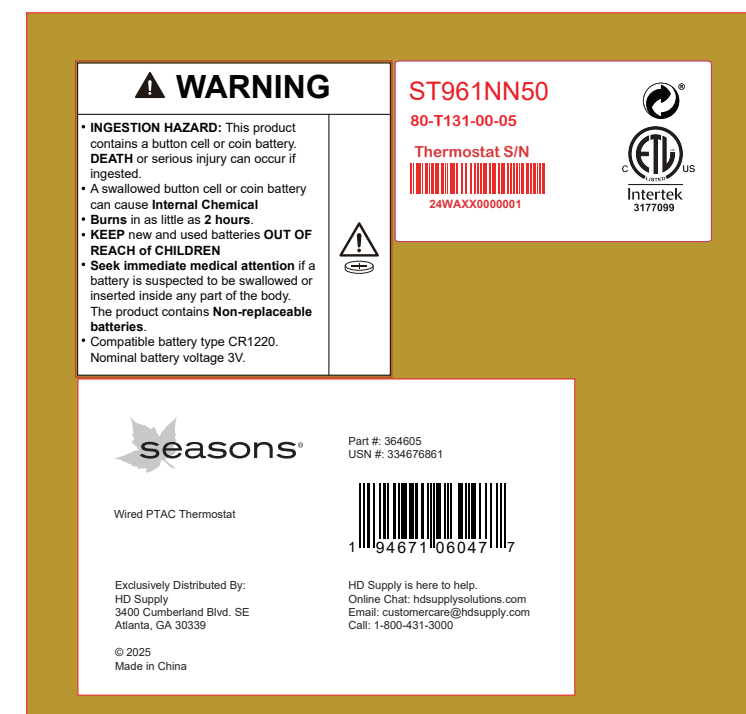 WARNING
• INGESTION HAZARD: This product
contains a button cell or coin battery.
DEATH or serious injury can occur if
ingested.
• A swallowed button cell or coin battery
can cause Internal Chemical
• Burns in as little as 2 hours.
• KEEP new and used batteries OUT OF
REACH of CHILDREN
• Seek immediate medical attention if a
battery is suspected to be swallowed or
inserted inside any part of the body.
The product contains Non-replaceable
batteries.
• Compatible battery type CR1220.
Nominal battery voltage 3V.
ST961NN50
80-T131-00-05
Thermostat S/N
24WAXX0000001
®
ETL
C US
LISTED
Intertek
3177099
seasons®
Part #: 364605
USN #: 334676861
Wired PTAC Thermostat
1 94671 06047 7
Exclusively Distributed By:
HD Supply
3400 Cumberland Blvd. SE
Atlanta, GA 30339
© 2025
Made in China
HD Supply is here to help.
Online Chat: hdsupplysolutions.com
Email: customercare@hdsupply.com
Call: 1-800-431-3000